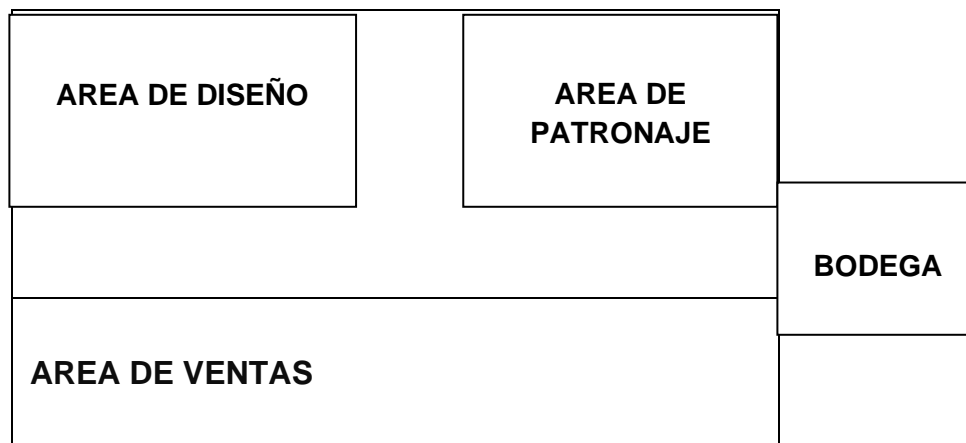 AREA DE DISEÑO
AREA DE
PATRONAJE
BODEGA
AREA DE VENTAS